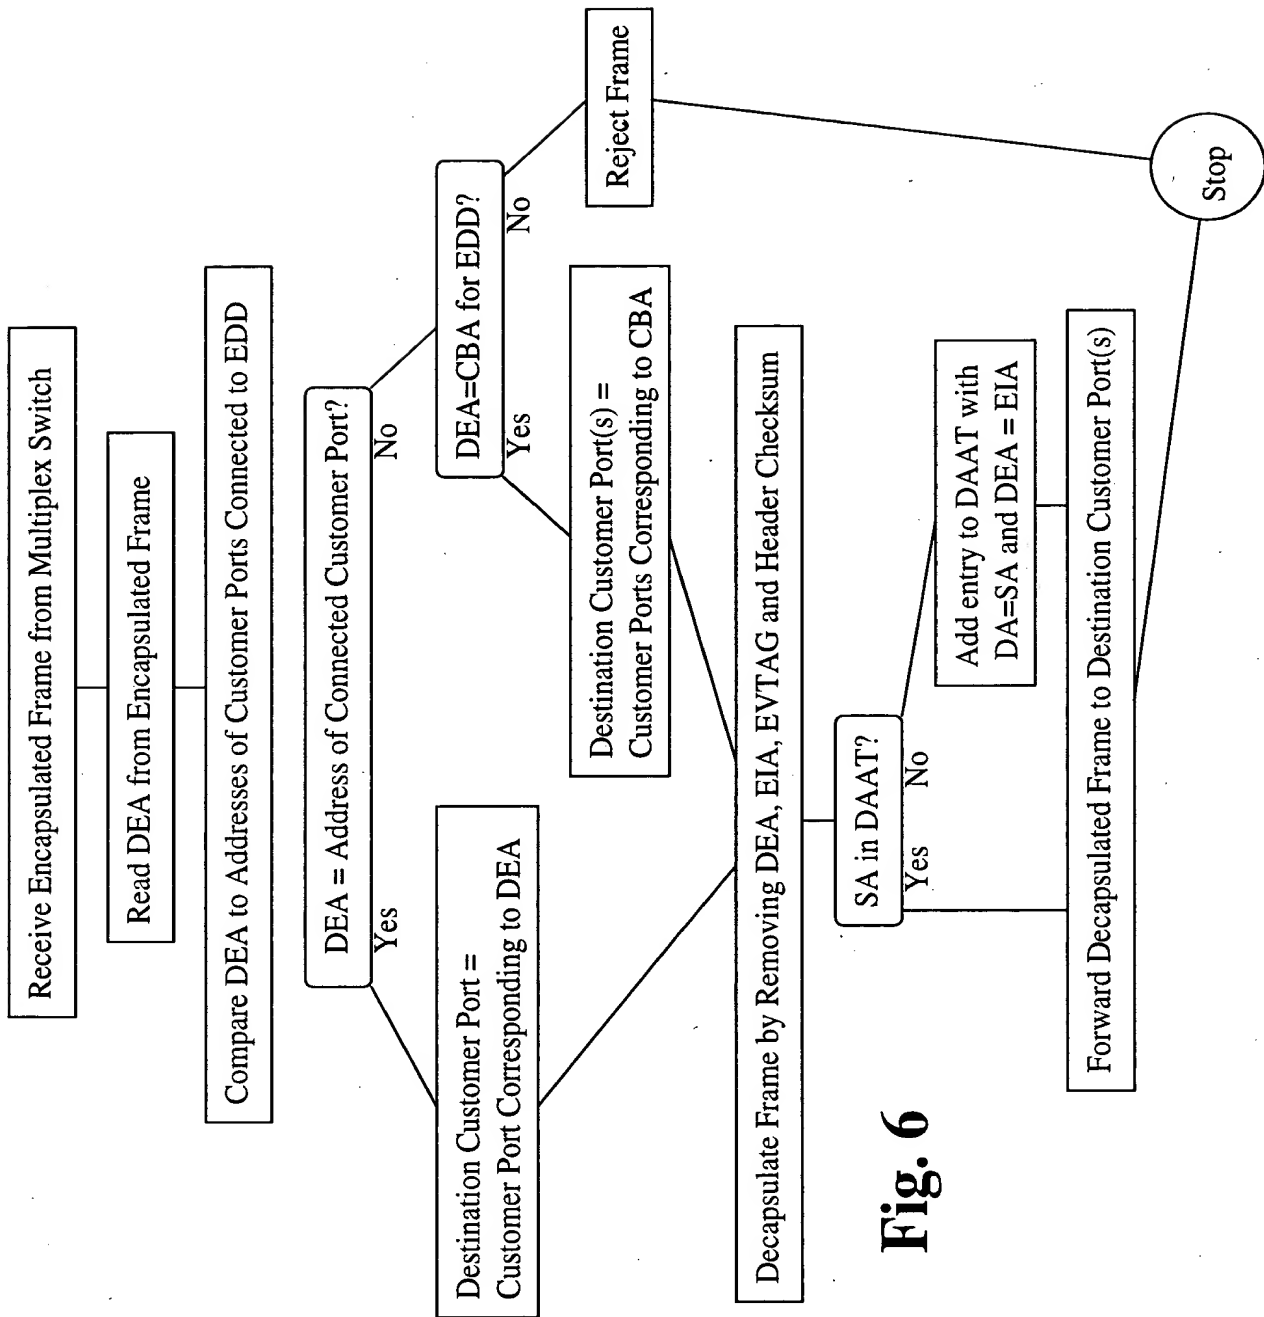 Receive Encapsulated Frame from Multiplex Switch
Read DEA from Encapsulated Frame
Compare DEA to Addresses of Customer Ports Connected to EDD
DEA = Address of Connected Customer Port?
Yes
No
Destination Customer Port =
Customer Port Corresponding to DEA
DEA=CBA for EDD?
Yes
No
Destination Customer Port(s) =
Customer Ports Corresponding to CBA
Reject Frame
Decapsulate Frame by Removing DEA, EIA, EVTAG and Header Checksum
SA in DAAT?
Yes
No
Add entry to DAAT with
DA=SA and DEA = EIA
Forward Decapsulated Frame to Destination Customer Port(s)
Stop
Fig. 6